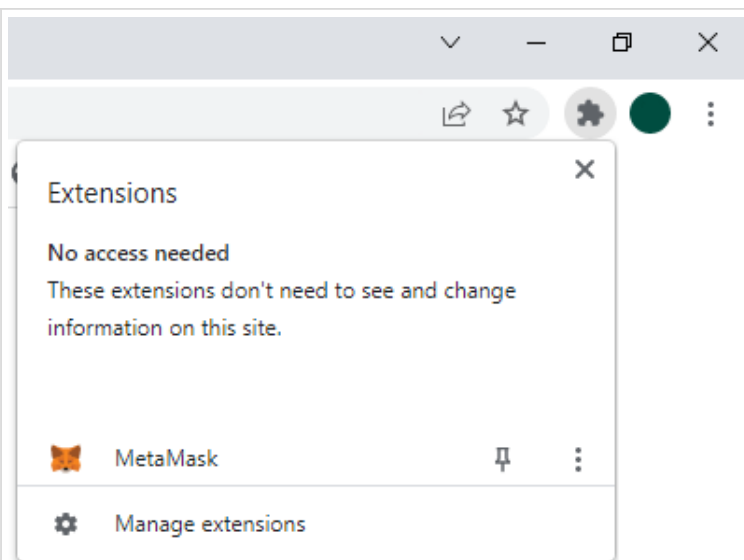 Extensions
No access needed
These extensions don't need to see and change
information on this site.
MetaMask
Manage extensions